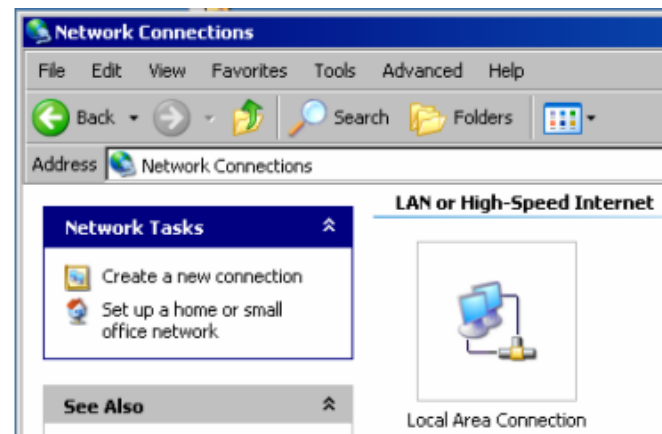 Network Connections
File Edit View Favorites Tools Advanced Help
Back Search Folders
Address Network Connections
LAN or High-Speed Internet
Network Tasks
Create a new connection
Set up a home or small
office network
See Also
Local Area Connection